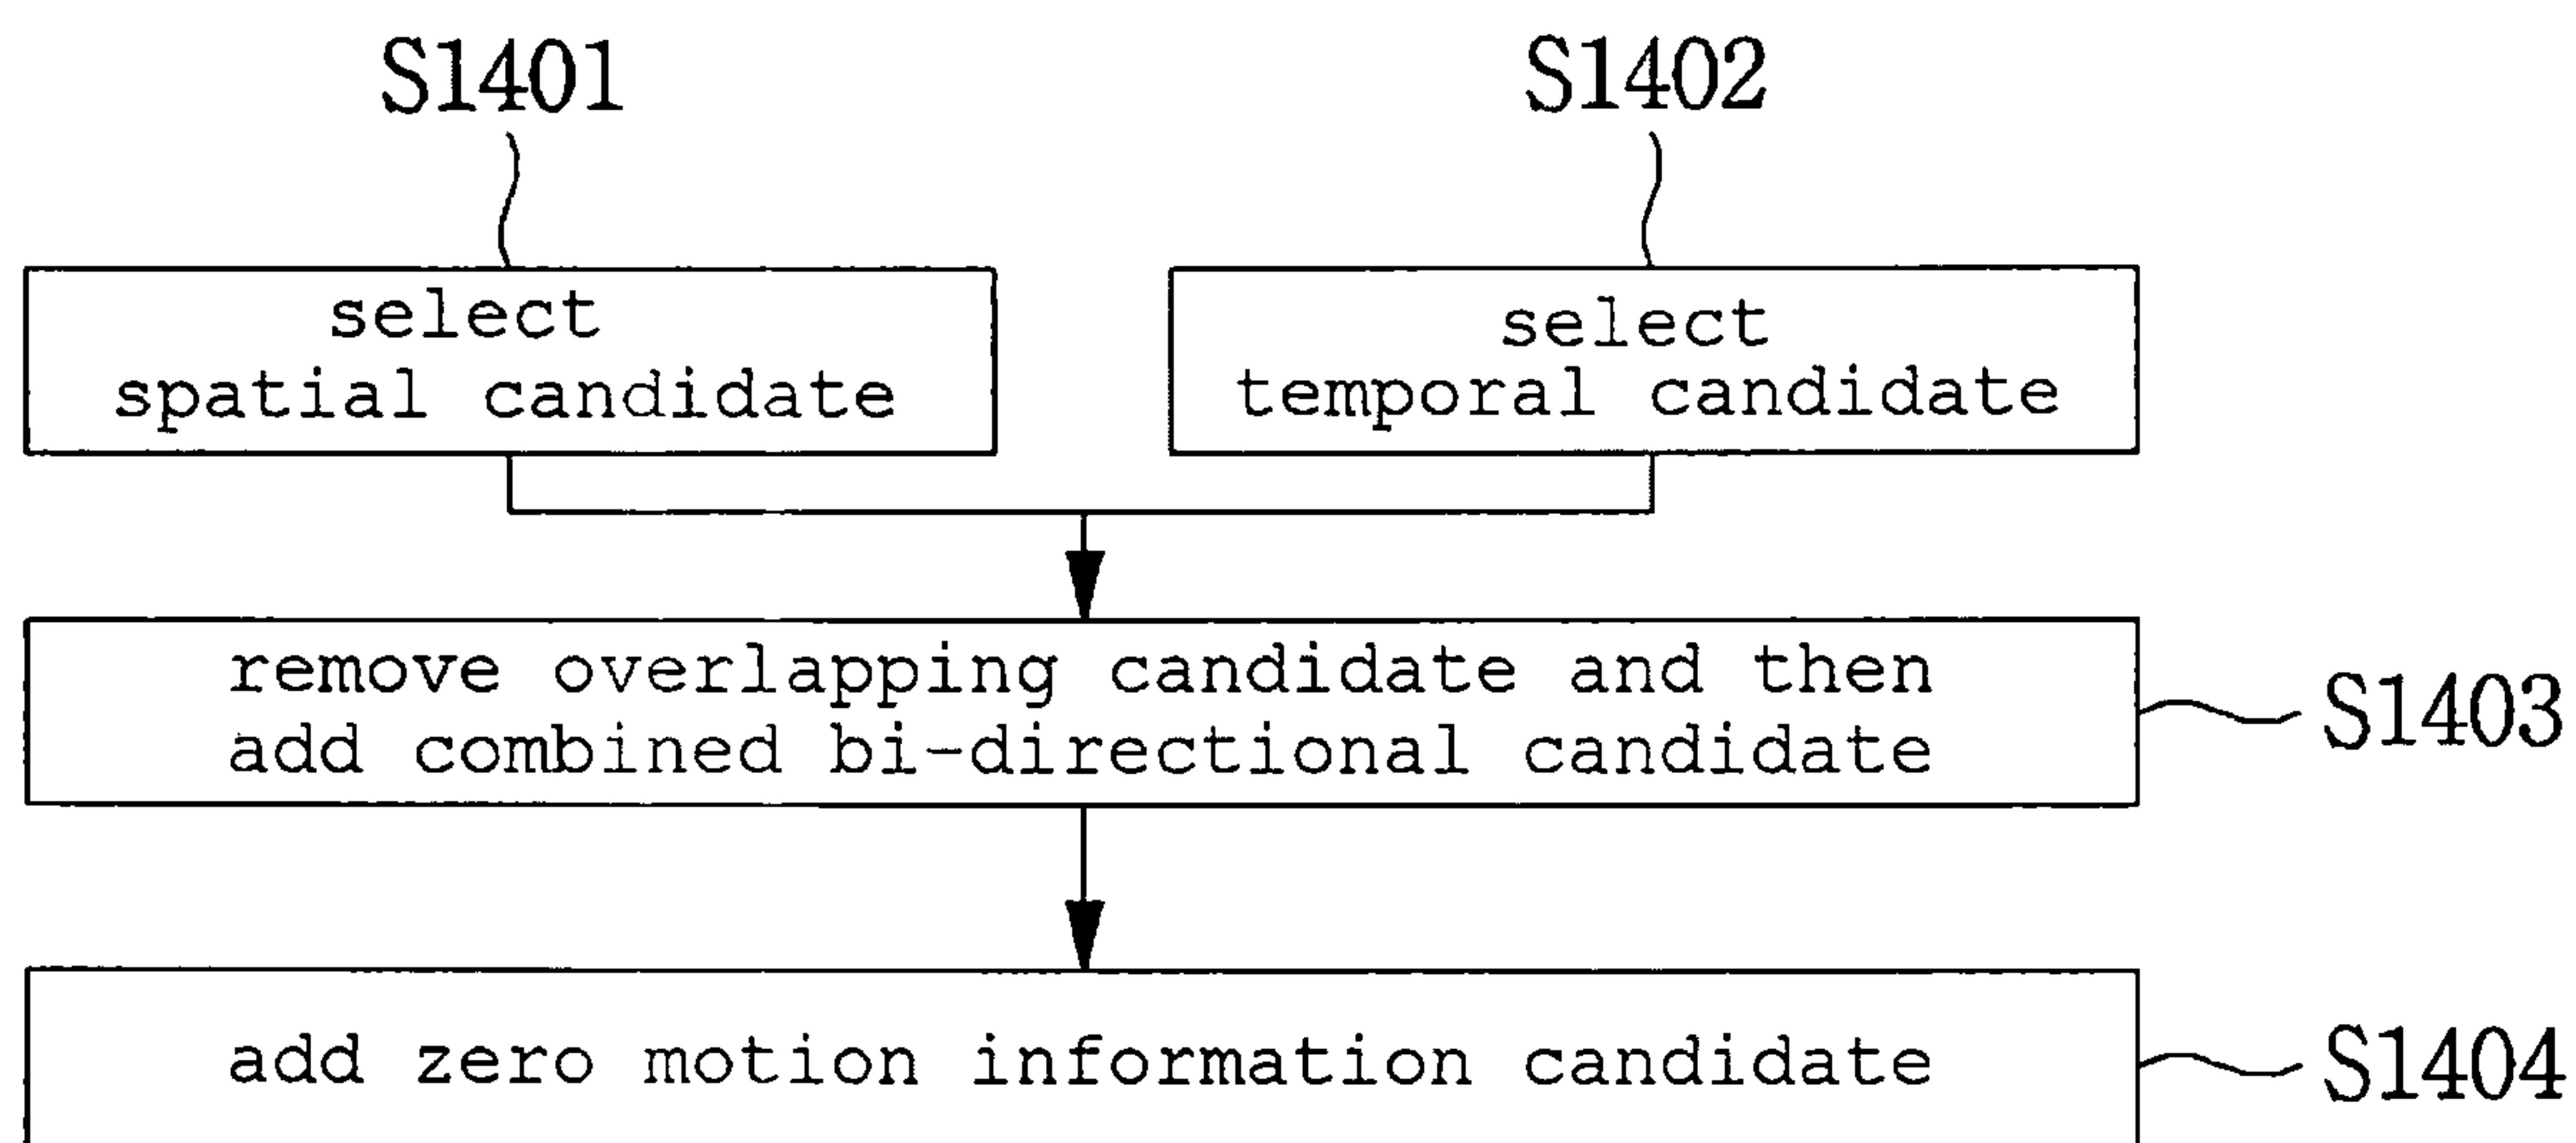 S1401
S1402
select
spatial candidate
select
temporal candidate
remove overlapping candidate and then
add combined bi-directional candidate
S1403
add zero motion information candidate
S1404